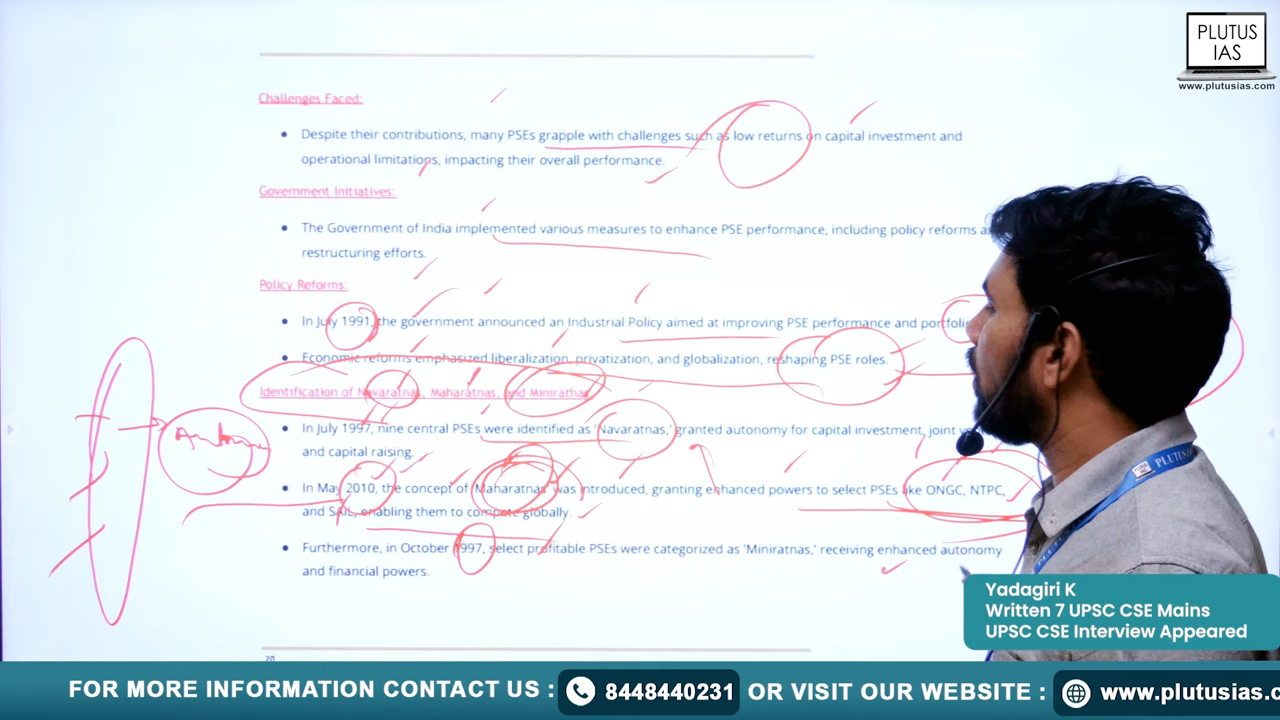 PLUTUS
IAS
www.plutusias.com
Challenges Faced:
Despite their contributions, many PSEs grapple with challenges such as low returns on capital investment and
operational limitations, impacting their overall performance.
Government Initiatives:
The Government of India implemented various measures to enhance PSE performance, including policy reforms
restructuring efforts.
Policy Reforms:
In July 1991, the government announced an Industrial Policy aimed at improving PSE performance and
Economic reforms emphasized liberalization, privatization, and globalization, reshaping PSE roles.
Identification of Navaratnas, Maharatnas, and Miniratnas
In July 1997, nine central PSEs were identified as 'Navaratnas,' granted autonomy for capital investment, joint
and capital raising.
In May 2010, the concept of 'Maharatnas' was introduced, granting enhanced powers to select PSEs like ONGC, NTPC,
and SAIL, enabling them to compete globally.
Furthermore, in October 1997, select profitable PSEs were categorized as 'Miniratnas,' receiving enhanced autonomy
and financial powers.
20
PLUTUS
Yadagiri K
Written 7 UPSC CSE Mains
UPSC CSE Interview Appeared
FOR MORE INFORMATION CONTACT US : 8448440231 OR VISIT OUR WEBSITE : www.plutusias.c